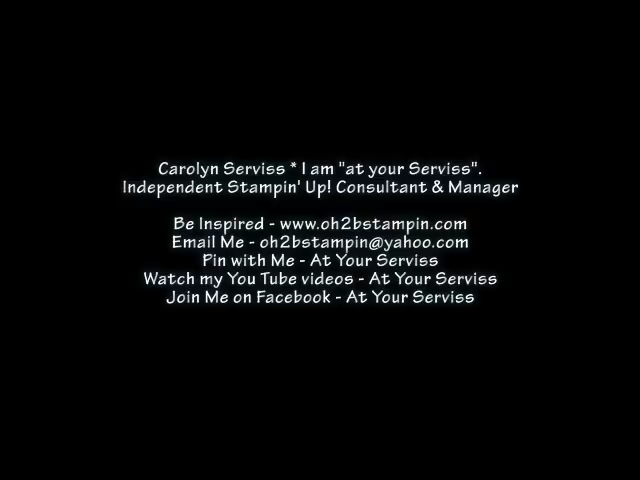 Carolyn Serviss * I am "at your Serviss".
Independent Stampin' Up! Consultant & Manager
Be Inspired - www.oh2bstampin.com
Email Me - oh2bstampin@yahoo.com
Pin with Me - At Your Serviss
Watch my You Tube videos - At Your Serviss
Join Me on Facebook - At Your Serviss